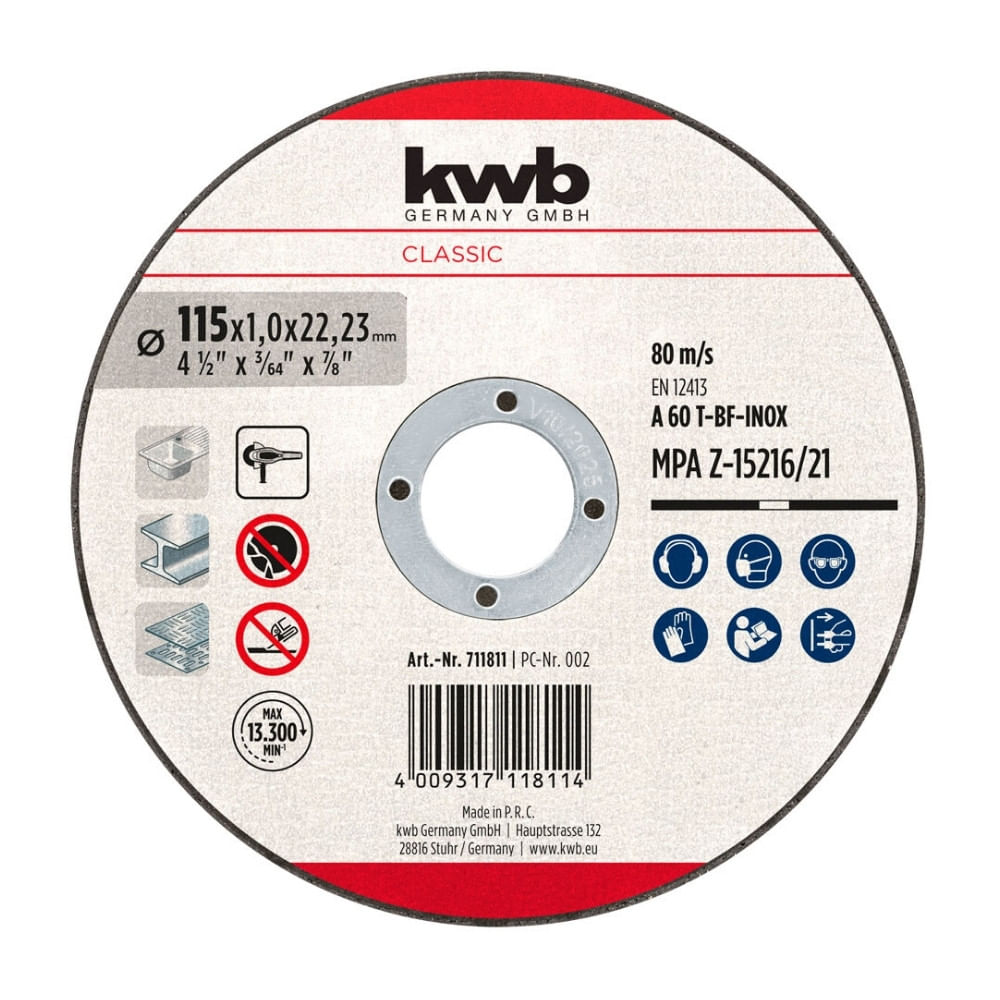 kwb
GERMANY GMBH
CLASSIC
Ø 115x1,0x22,23mm
4 ½" x 3/64" x ⅞"
80 m/s
EN 12413
A 60 T-BF-INOX
MPA Z-15216/21
V10/2025
Art.-Nr. 711811 | PC-Nr. 002
MAX
13.300
MIN⁻¹
4 009317 118114
Made in P. R. C.
kwb Germany GmbH | Hauptstrasse 132
28816 Stuhr / Germany | www.kwb.eu